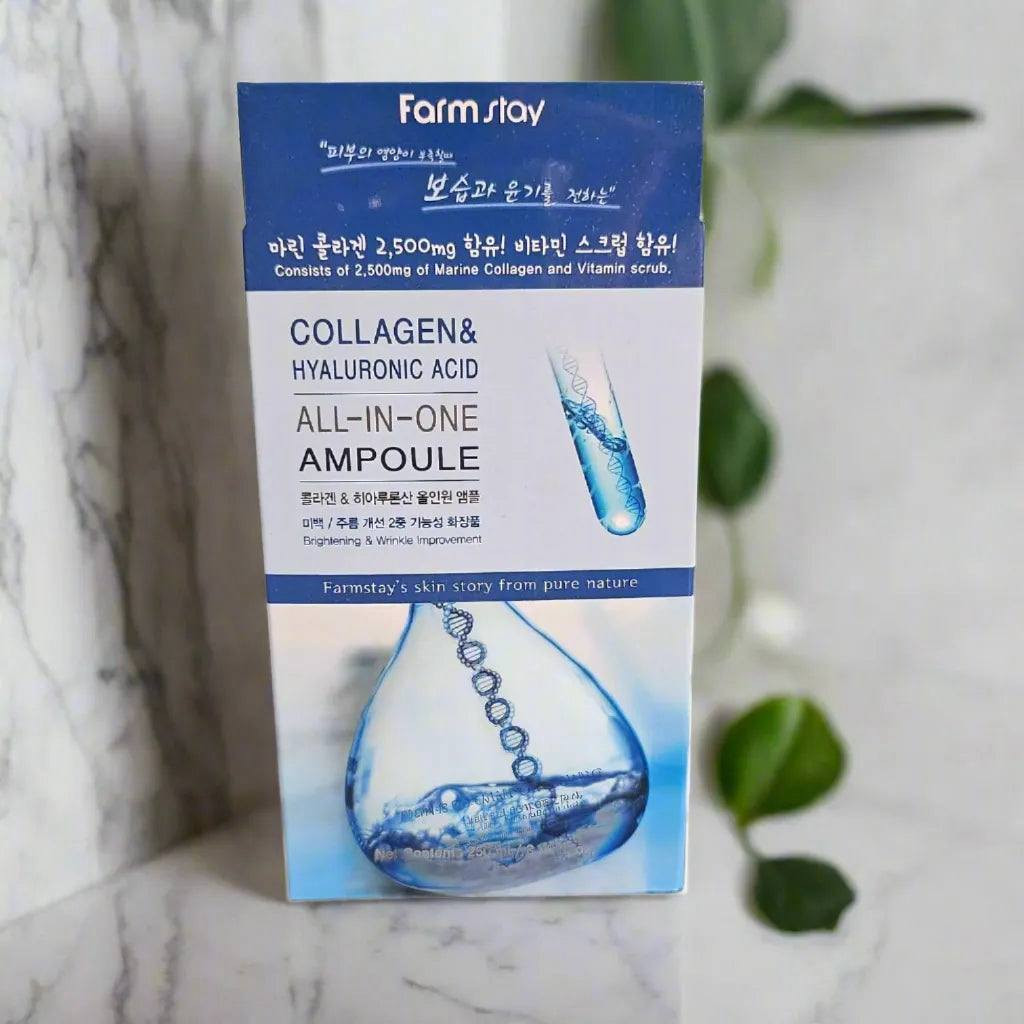 Farm stay
"피부의 영양이 부족할때
보습과 윤기를 전하는"
마린 콜라겐 2,500mg 함유! 비타민 스크럽 함유!
Consists of 2,500mg of Marine Collagen and Vitamin scrub.
COLLAGEN&
HYALURONIC ACID
ALL-IN-ONE
AMPOULE
콜라겐 & 히아루론산 올인원 앰플
미백 / 주름 개선 2중 기능성 화장품
Brightening & Wrinkle Improvement
Farmstay's skin story from pure nature
Net Contents